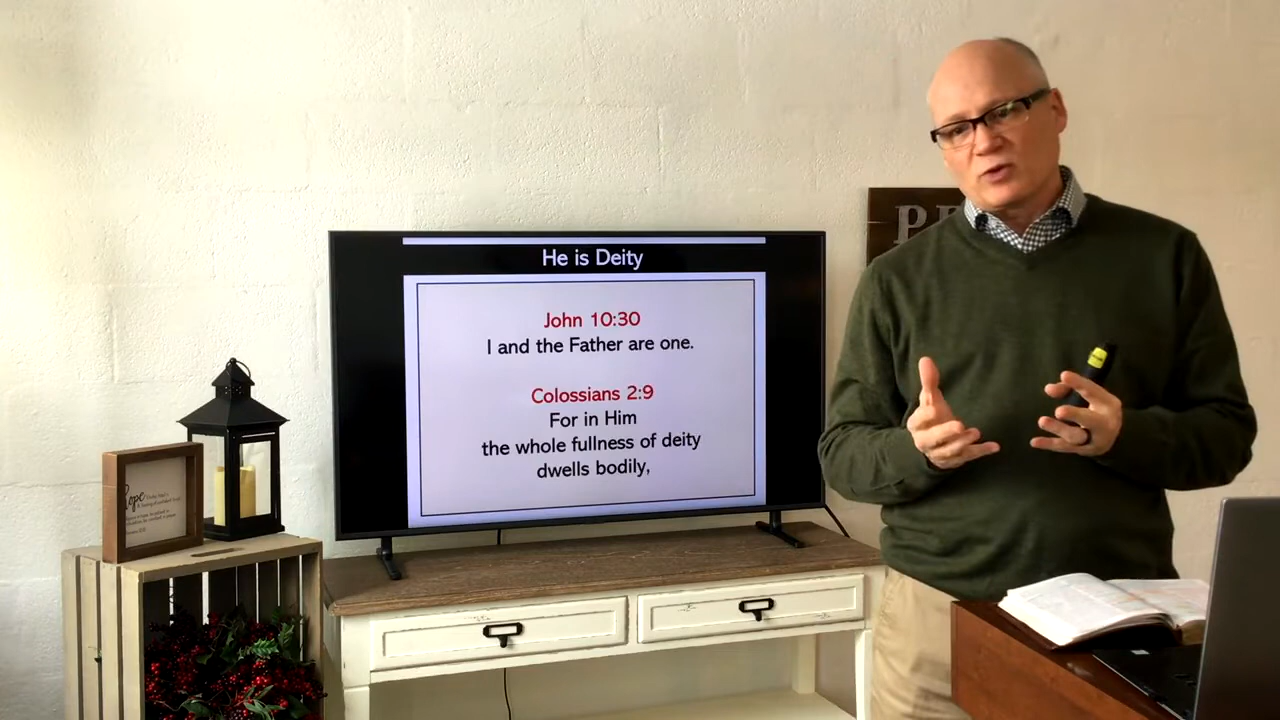 He is Deity
John 10:30
I and the Father are one.
Colossians 2:9
For in Him
the whole fullness of deity
dwells bodily,